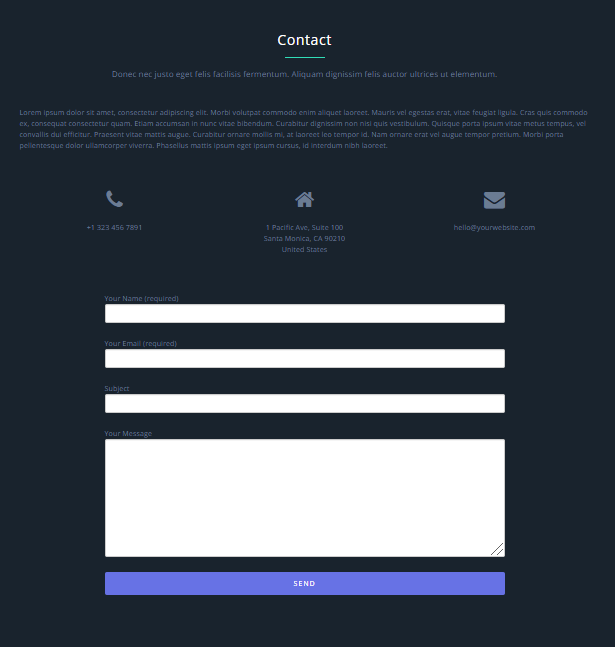 Contact
Donec nec justo eget felis facilisis fermentum. Aliquam dignissim felis auctor ultrices ut elementum.
Lorem ipsum dolor sit amet, consectetur adipiscing elit. Morbi volutpat commodo enim aliquet laoreet. Mauris vel egestas erat, vitae feugiat ligula. Cras quis commodo
ex, consequat consectetur quam. Etiam accumsan in nunc vitae bibendum. Curabitur dignissim non nisi quis vestibulum. Quisque porta ipsum vitae metus tempus, vel
convallis dui efficitur. Praesent vitae mattis augue. Curabitur ornare mollis mi, at laoreet leo tempor id. Nam ornare erat vel augue tempor pretium. Morbi porta
pellentesque dolor ullamcorper viverra. Phasellus mattis ipsum eget ipsum cursus, id interdum nibh laoreet.
+1 323 456 7891
1 Pacific Ave, Suite 100
Santa Monica, CA 90210
United States
hello@yourwebsite.com
Your Name (required)
Your Email (required)
Subject
Your Message
SEND